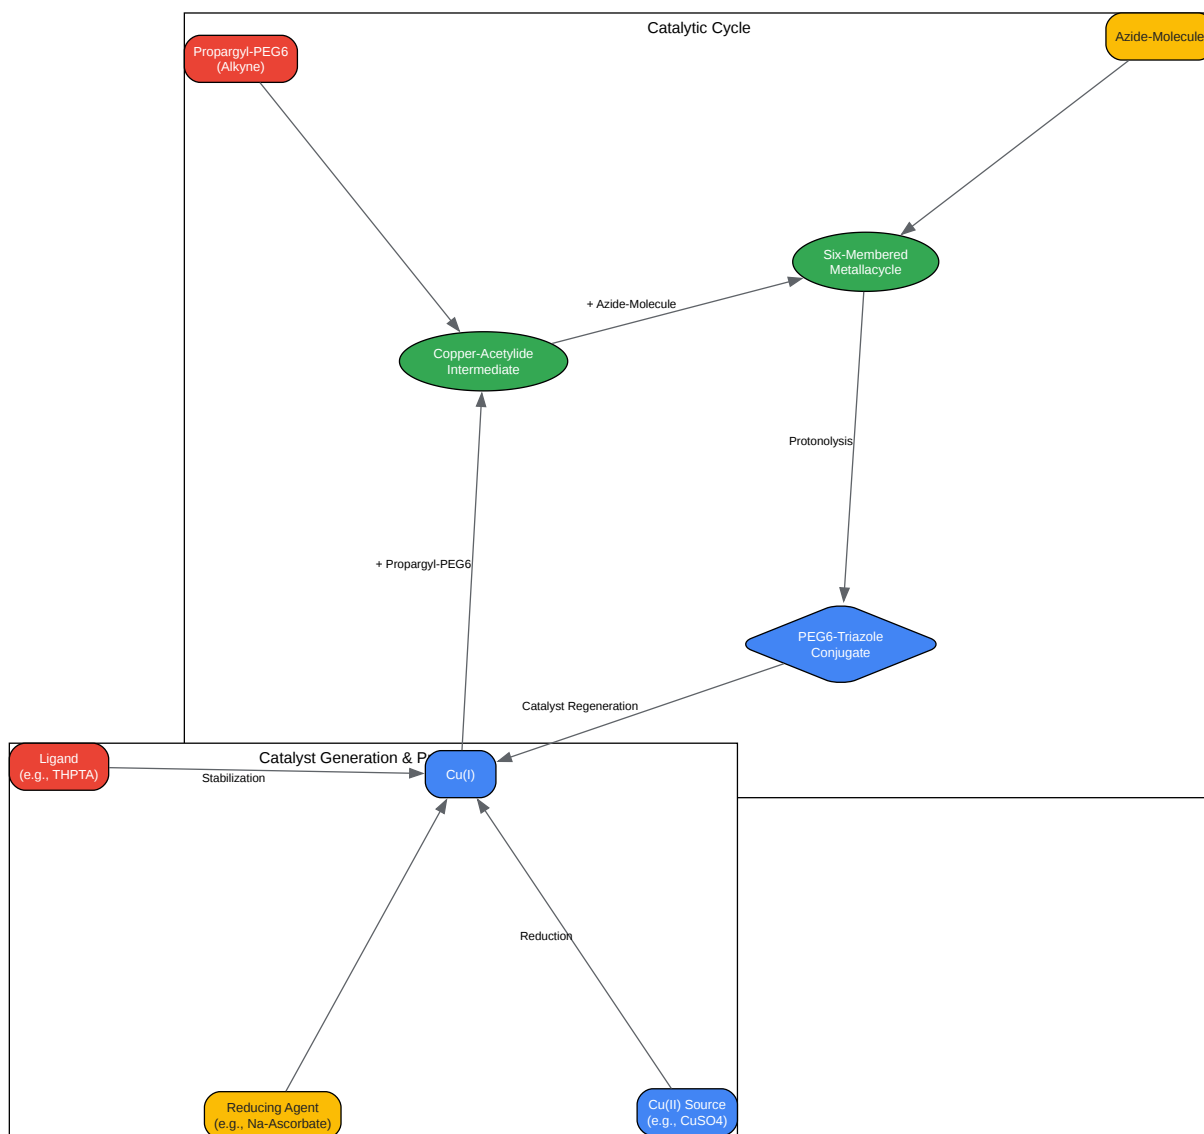 Catalytic Cycle
Propargyl-PEG6
(Alkyne)
Azide-Molecule
Six-Membered
Metallacycle
+ Azide-Molecule
Copper-Acetylide
Intermediate
Protonolysis
+ Propargyl-PEG6
PEG6-Triazole
Conjugate
Catalyst Regeneration
Catalyst Generation &
Ligand
(e.g., THPTA)
Stabilization
Cu(I)
Reduction
Reducing Agent
(e.g., Na-Ascorbate)
Cu(II) Source
(e.g., CuSO4)